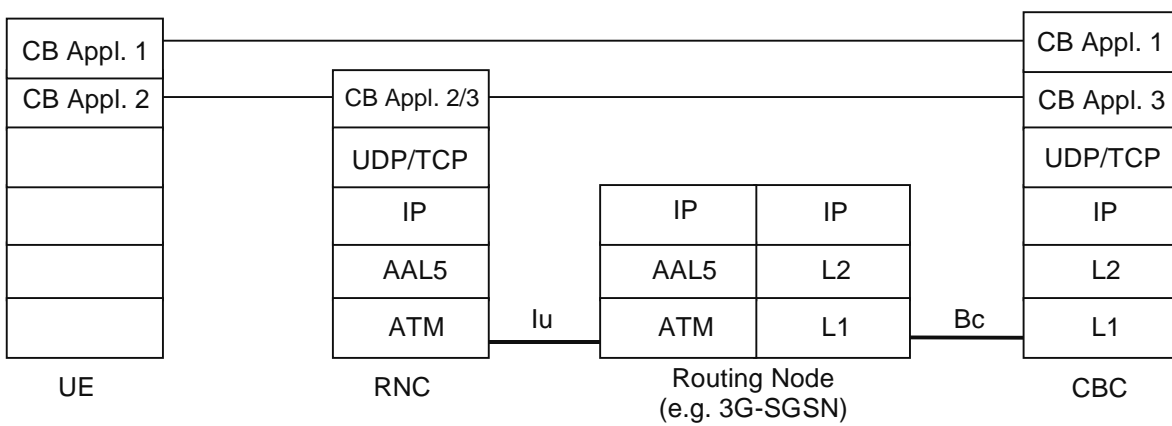 CB Appl. 1
CB Appl. 1
CB Appl. 2
CB Appl. 2/3
CB Appl. 3
UDP/TCP
UDP/TCP
IP
IP
IP
IP
AAL5
AAL5
L2
L2
ATM
Iu
ATM
L1
Bc
L1
UE
RNC
Routing Node
(e.g. 3G-SGSN)
CBC